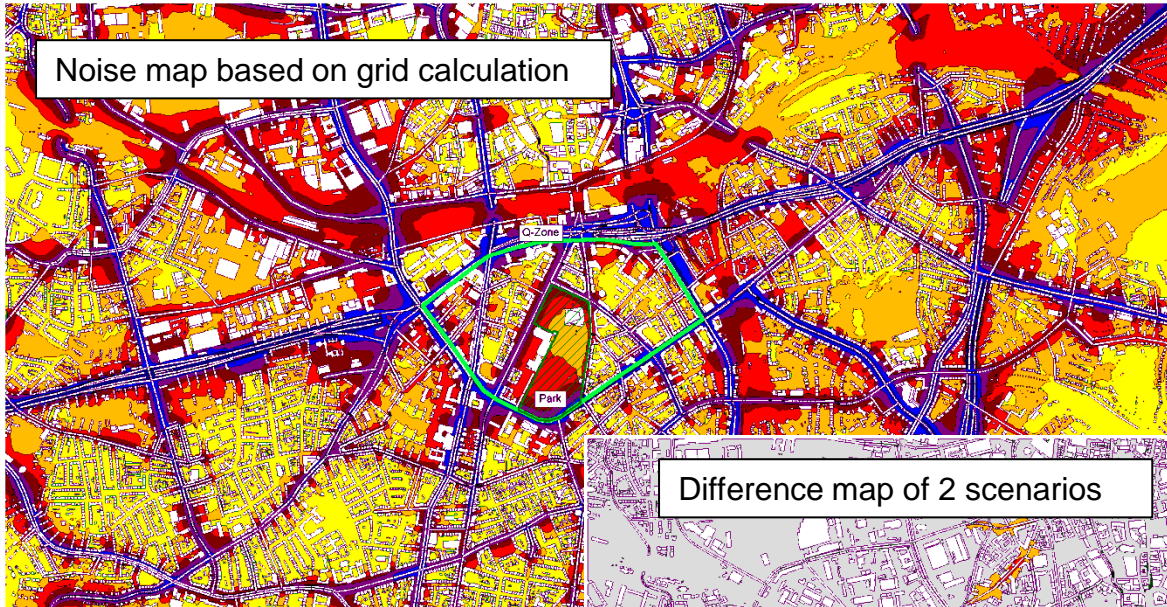 Noise map based on grid calculation
Q-Zone
Park
Difference map of 2 scenarios